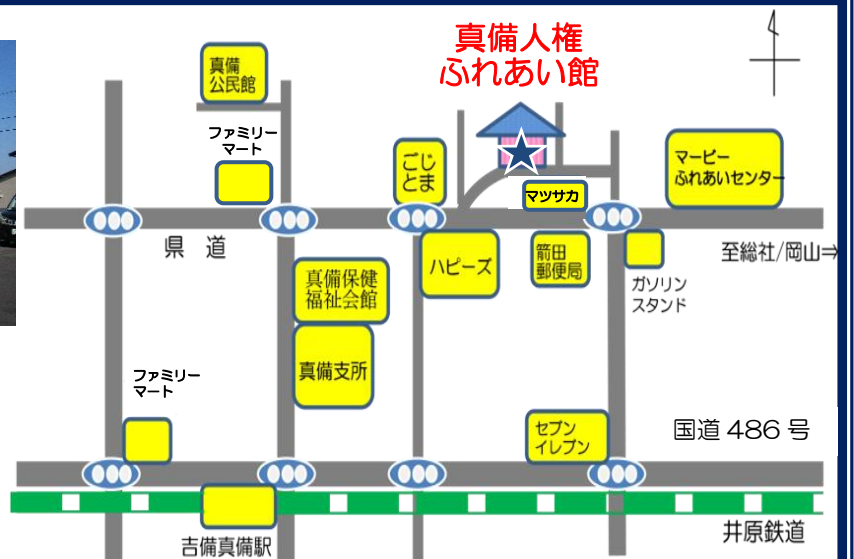 真備人権
ふれあい館
真備
公民館
ファミリー
マート
ごじ
とま
マツサカ
マービー
ふれあいセンター
県 道
真備保健
福祉会館
ハピーズ
箭田
郵便局
ガソリン
スタンド
至総社/岡山⇒
真備支所
ファミリー
マート
セブン
イレブン
国道 486 号
吉備真備駅
井原鉄道